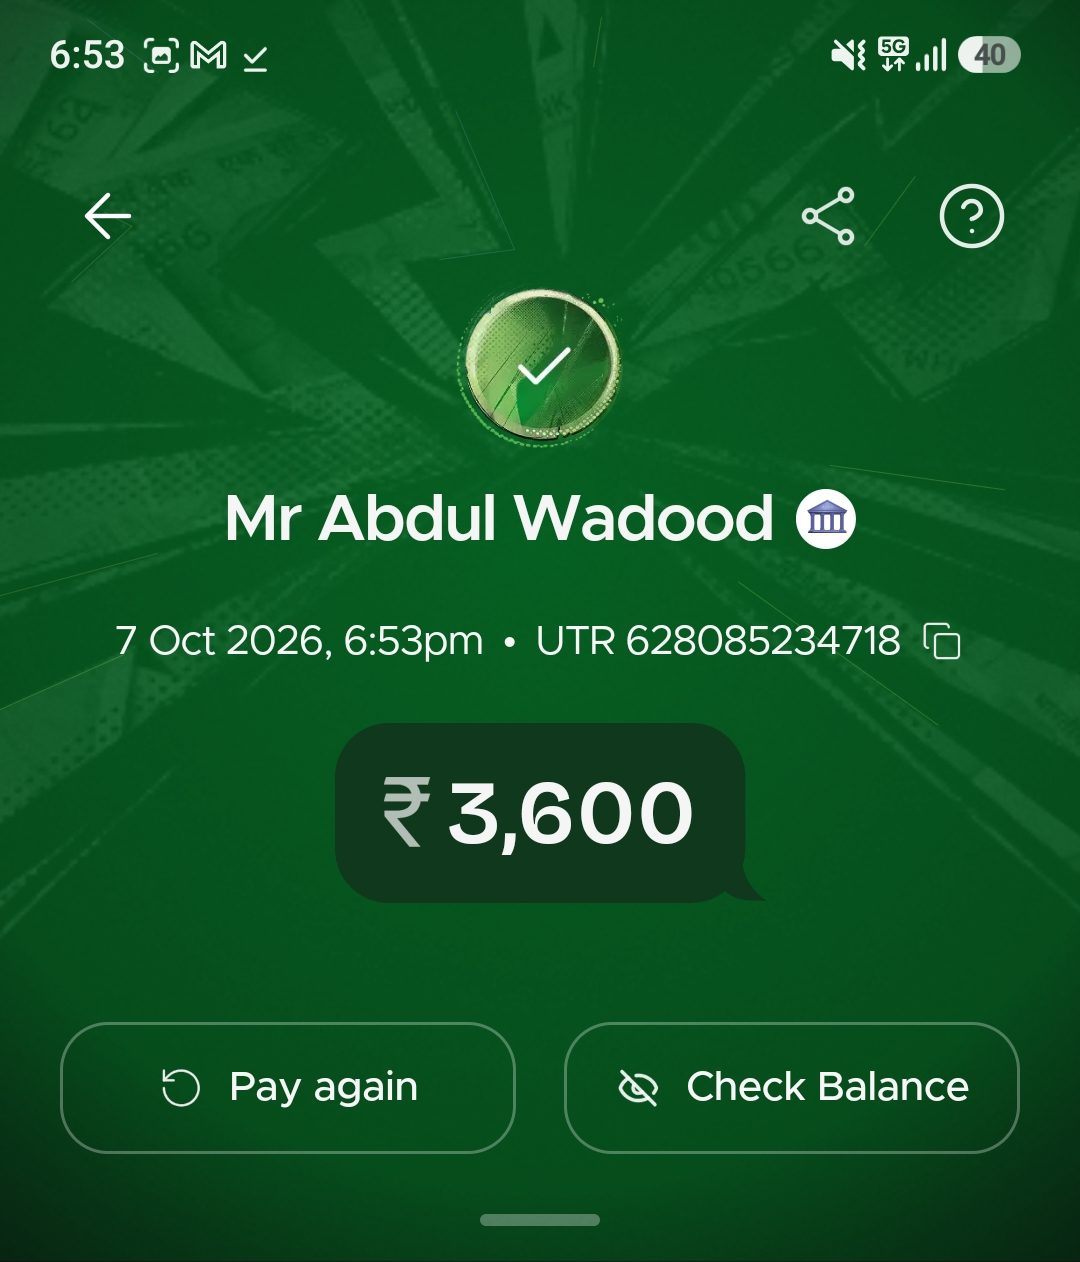 6:53 5G 40
Mr Abdul Wadood
7 Oct 2026, 6:53pm • UTR 628085234718
₹ 3,600
Pay again Check Balance